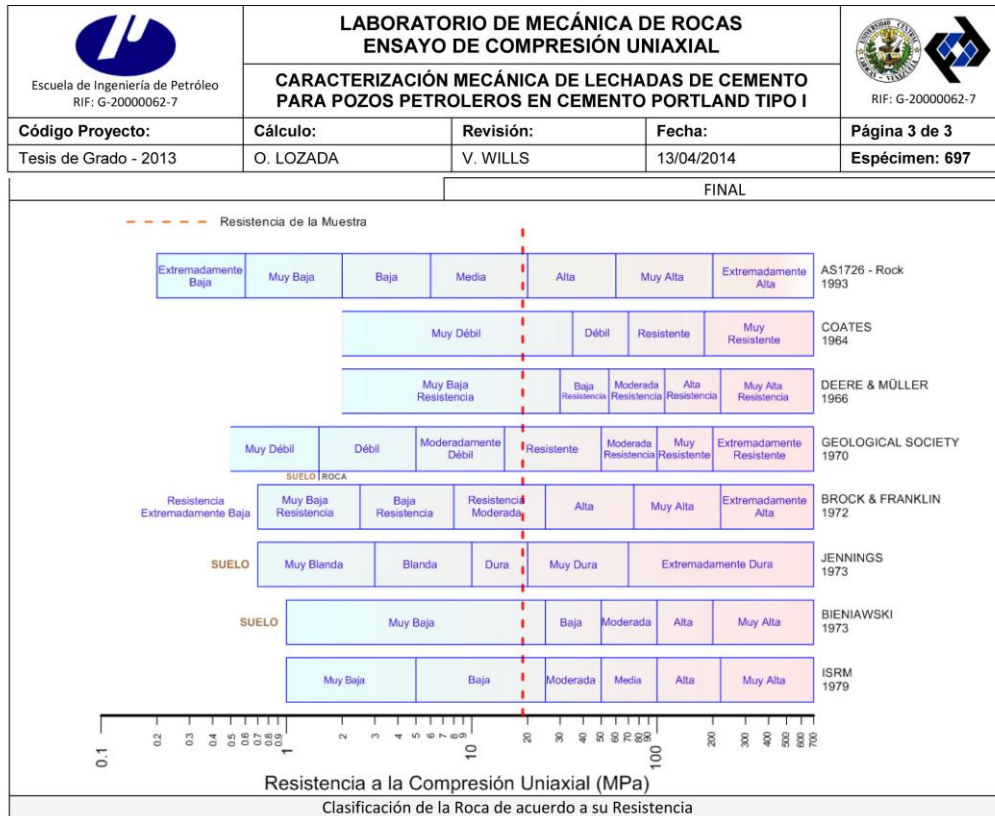 LABORATORIO DE MECÁNICA DE ROCAS
ENSAYO DE COMPRESIÓN UNIAXIAL
CARACTERIZACIÓN MECÁNICA DE LECHADAS DE CEMENTO
PARA POZOS PETROLEROS EN CEMENTO PORTLAND TIPO I
Escuela de Ingeniería de Petróleo
RIF: G-20000062-7
RIF: G-20000062-7
Código Proyecto: Cálculo: Revisión: Fecha: Página 3 de 3
Tesis de Grado - 2013 O. LOZADA V. WILLS 13/04/2014 Espécimen: 697
FINAL
Resistencia de la Muestra
Extremadamente Baja Muy Baja Baja Media Alta Muy Alta Extremadamente Alta
AS1726 - Rock
1993
Muy Débil Débil Resistente Muy Resistente
COATES
1964
Muy Baja Resistencia Baja Resistencia Moderada Resistencia Alta Resistencia Muy Alta Resistencia
DEERE & MÜLLER
1966
Muy Débil Débil Moderadamente Débil Resistente Moderada Resistencia Muy Resistente Extremadamente Resistente
GEOLOGICAL SOCIETY
1970
SUELO ROCA
Resistencia Extremadamente Baja Muy Baja Resistencia Baja Resistencia Resistencia Moderada Alta Muy Alta Extremadamente Alta
BROCK & FRANKLIN
1972
SUELO Muy Blanda Blanda Dura Muy Dura Extremadamente Dura
JENNINGS
1973
SUELO Muy Baja Baja Moderada Alta Muy Alta
BIENIAWSKI
1973
Muy Baja Baja Moderada Media Alta Muy Alta
ISRM
1979
0.1 0.2 0.3 0.4 0.5 0.6 0.7 0.8 0.9 1 2 3 4 5 6 7 8 9 10 20 30 40 50 60 70 80 90 100 200 300 400 500 600 700
Resistencia a la Compresión Uniaxial (MPa)
Clasificación de la Roca de acuerdo a su Resistencia